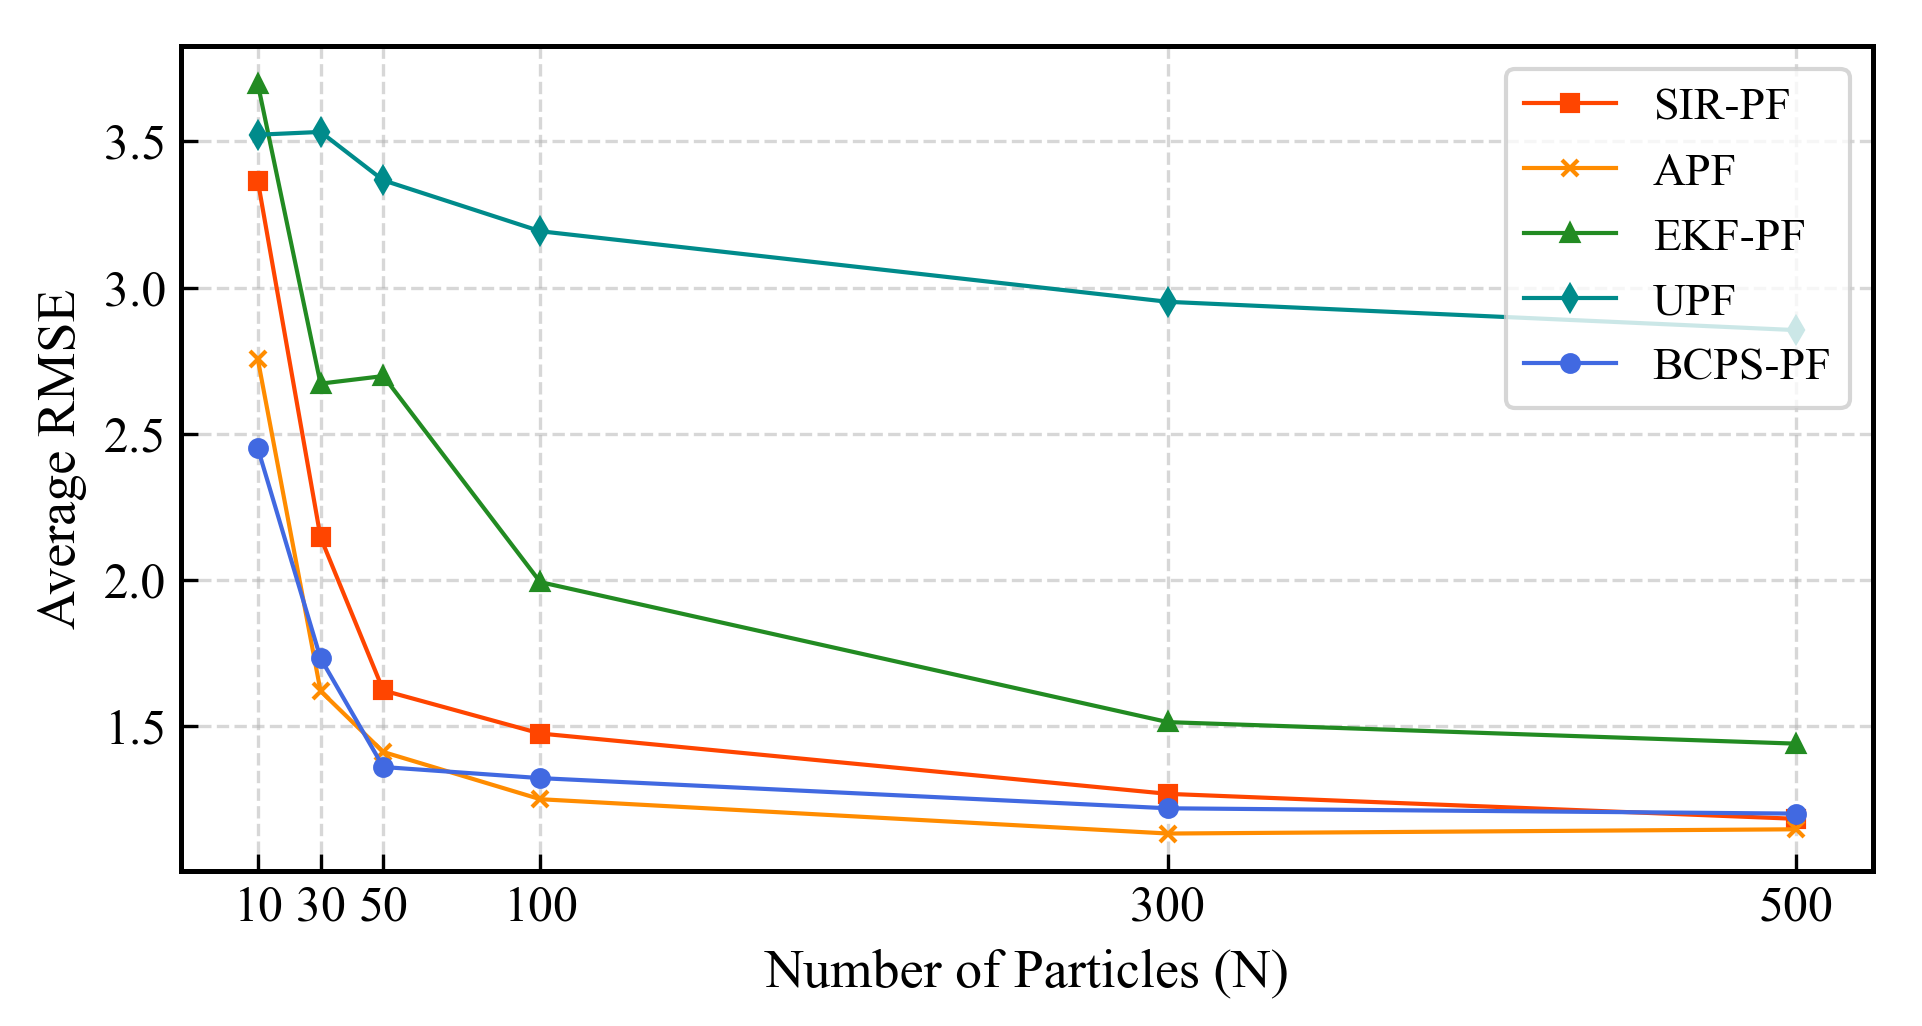 SIR-PF
APF
EKF-PF
UPF
BCPS-PF
3.5
3.0
2.5
2.0
1.5
Average RMSE
10 30 50 100 300 500
Number of Particles (N)